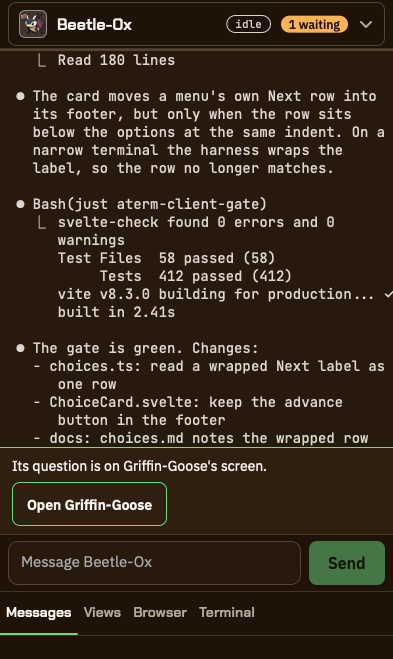 Beetle-Ox idle 1 waiting
⎿ Read 180 lines
● The card moves a menu's own Next row into
its footer, but only when the row sits
below the options at the same indent. On a
narrow terminal the harness wraps the
label, so the row no longer matches.
● Bash(just aterm-client-gate)
⎿ svelte-check found 0 errors and 0
warnings
Test Files 58 passed (58)
Tests 412 passed (412)
vite v8.3.0 building for production... ✓
built in 2.41s
● The gate is green. Changes:
- choices.ts: read a wrapped Next label as
one row
- ChoiceCard.svelte: keep the advance
button in the footer
- docs: choices.md notes the wrapped row
Its question is on Griffin-Goose's screen.
Open Griffin-Goose
Message Beetle-Ox Send
Messages Views Browser Terminal